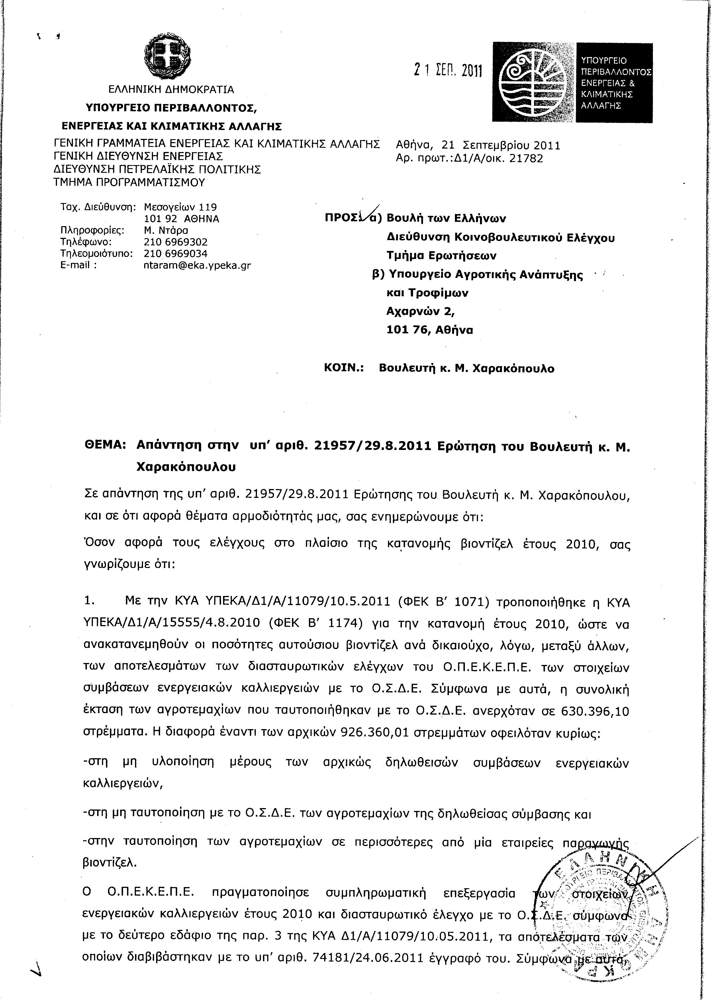 21 ΣΕΠ. 2011
ΥΠΟΥΡΓΕΙΟ
ΠΕΡΙΒΑΛΛΟΝΤΟΣ
ΕΝΕΡΓΕΙΑΣ &
ΚΛΙΜΑΤΙΚΗΣ
ΑΛΛΑΓΗΣ
ΕΛΛΗΝΙΚΗ ΔΗΜΟΚΡΑΤΙΑ
ΥΠΟΥΡΓΕΙΟ ΠΕΡΙΒΑΛΛΟΝΤΟΣ,
ΕΝΕΡΓΕΙΑΣ ΚΑΙ ΚΛΙΜΑΤΙΚΗΣ ΑΛΛΑΓΗΣ
ΓΕΝΙΚΗ ΓΡΑΜΜΑΤΕΙΑ ΕΝΕΡΓΕΙΑΣ ΚΑΙ ΚΛΙΜΑΤΙΚΗΣ ΑΛΛΑΓΗΣ
ΓΕΝΙΚΗ ΔΙΕΥΘΥΝΣΗ ΕΝΕΡΓΕΙΑΣ
ΔΙΕΥΘΥΝΣΗ ΠΕΤΡΕΛΑΪΚΗΣ ΠΟΛΙΤΙΚΗΣ
ΤΜΗΜΑ ΠΡΟΓΡΑΜΜΑΤΙΣΜΟΥ
Αθήνα, 21 Σεπτεμβρίου 2011
Αρ. πρωτ.:Δ1/Α/οικ. 21782
Ταχ. Διεύθυνση: Μεσογείων 119
101 92 ΑΘΗΝΑ
Πληροφορίες: Μ. Ντάρα
Τηλέφωνο: 210 6969302
Τηλεομοιότυπο: 210 6969034
E-mail : ntaram@eka.ypeka.gr
ΠΡΟΣ: α) Βουλή των Ελλήνων
Διεύθυνση Κοινοβουλευτικού Ελέγχου
Τμήμα Ερωτήσεων
β) Υπουργείο Αγροτικής Ανάπτυξης
και Τροφίμων
Αχαρνών 2,
101 76, Αθήνα
ΚΟΙΝ.: Βουλευτή κ. Μ. Χαρακόπουλο
ΘΕΜΑ: Απάντηση στην υπ' αριθ. 21957/29.8.2011 Ερώτηση του Βουλευτή κ. Μ.
Χαρακόπουλου
Σε απάντηση της υπ' αριθ. 21957/29.8.2011 Ερώτησης του Βουλευτή κ. Μ. Χαρακόπουλου,
και σε ότι αφορά θέματα αρμοδιότητάς μας, σας ενημερώνουμε ότι:
Όσον αφορά τους ελέγχους στο πλαίσιο της κατανομής βιοντίζελ έτους 2010, σας
γνωρίζουμε ότι:
1. Με την ΚΥΑ ΥΠΕΚΑ/Δ1/Α/11079/10.5.2011 (ΦΕΚ Β' 1071) τροποποιήθηκε η ΚΥΑ
ΥΠΕΚΑ/Δ1/Α/15555/4.8.2010 (ΦΕΚ Β' 1174) για την κατανομή έτους 2010, ώστε να
ανακατανεμηθούν οι ποσότητες αυτούσιου βιοντίζελ ανά δικαιούχο, λόγω, μεταξύ άλλων,
των αποτελεσμάτων των διασταυρωτικών ελέγχων του Ο.Π.Ε.Κ.Ε.Π.Ε. των στοιχείων
συμβάσεων ενεργειακών καλλιεργειών με το Ο.Σ.Δ.Ε. Σύμφωνα με αυτά, η συνολική
έκταση των αγροτεμαχίων που ταυτοποιήθηκαν με το Ο.Σ.Δ.Ε. ανερχόταν σε 630.396,10
στρέμματα. Η διαφορά έναντι των αρχικών 926.360,01 στρεμμάτων οφειλόταν κυρίως:
-στη μη υλοποίηση μέρους των αρχικώς δηλωθεισών συμβάσεων ενεργειακών
καλλιεργειών,
-στη μη ταυτοποίηση με το Ο.Σ.Δ.Ε. των αγροτεμαχίων της δηλωθείσας σύμβασης και
-στην ταυτοποίηση των αγροτεμαχίων σε περισσότερες από μία εταιρείες παραγωγής
βιοντίζελ.
Ο Ο.Π.Ε.Κ.Ε.Π.Ε. πραγματοποίησε συμπληρωματική επεξεργασία των στοιχείων
ενεργειακών καλλιεργειών έτους 2010 και διασταυρωτικό έλεγχο με το Ο.Σ.Δ.Ε. σύμφωνα
με το δεύτερο εδάφιο της παρ. 3 της ΚΥΑ Δ1/Α/11079/10.05.2011, τα αποτελέσματα των
οποίων διαβιβάστηκαν με το υπ' αριθ. 74181/24.06.2011 έγγραφό του. Σύμφωνα με αυτά,
ΕΛΛΗΝΙΚΗ ΔΗΜΟΚΡΑΤΙΑ